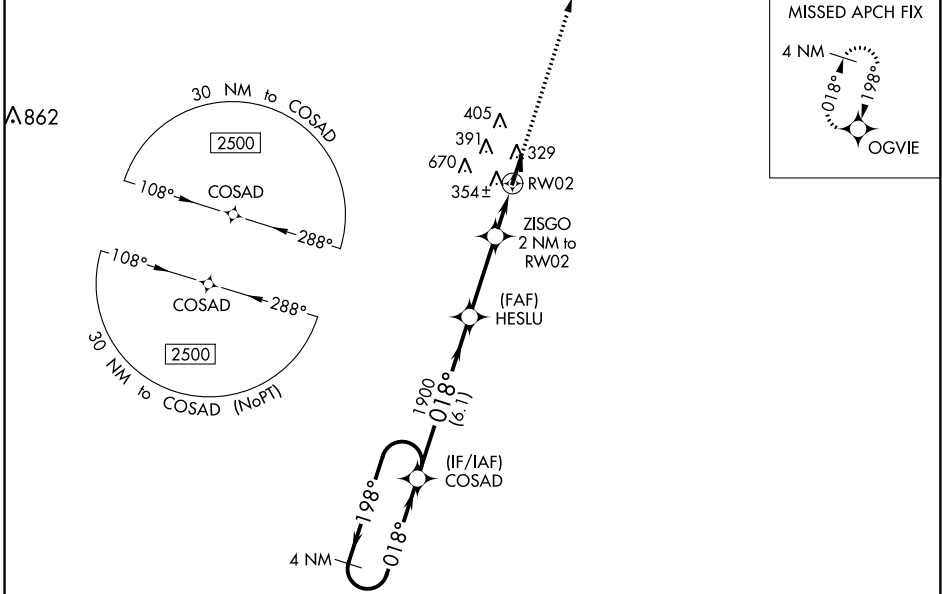 MISSED APCH FIX
4 NM
018°
198°
OGVIE
862
30 NM to COSAD
2500
108°
COSAD
288°
405
391
670
329
354±
RW02
ZISGO
2 NM to
RW02
108°
COSAD
288°
2500
30 NM to COSAD (NoPT)
(FAF)
HESLU
1900
018°
(6.1)
(IF/IAF)
COSAD
198°
018°
4 NM